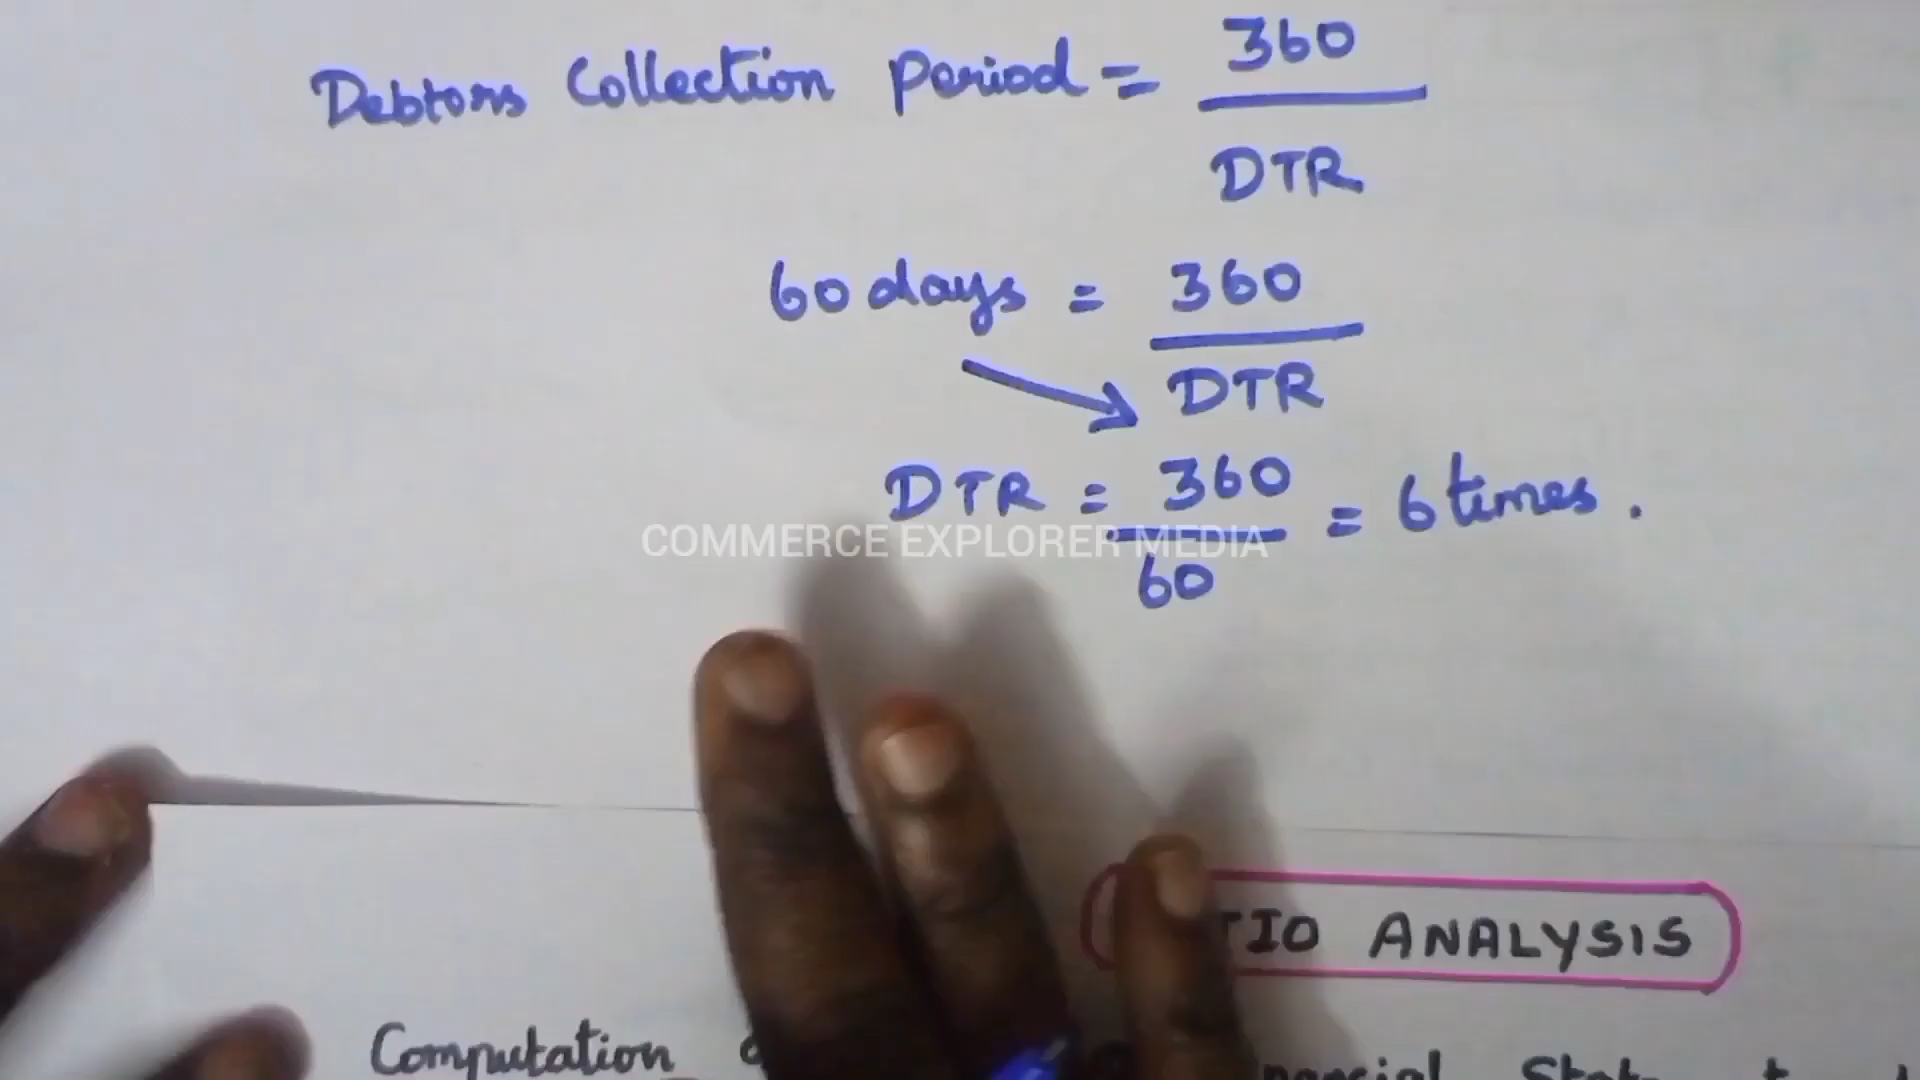 Debtors Collection Period = 360
DTR
60 days = 360
DTR
DTR = 360 = 6 times.
60
COMMERCE EXPLORER MEDIA
ANALYSIS
Computation